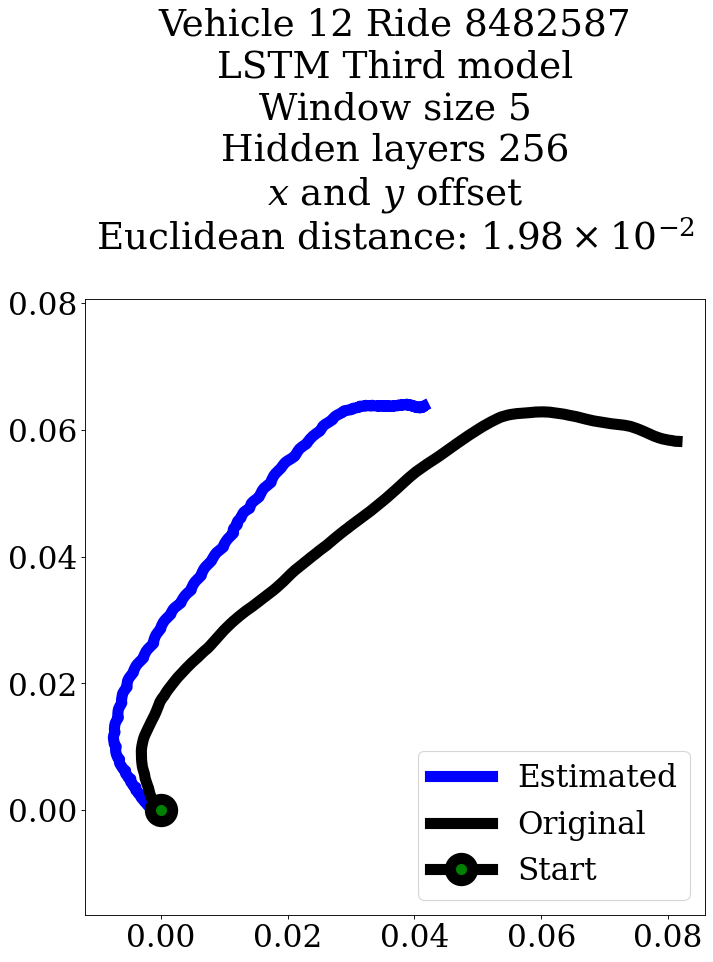 Vehicle 12 Ride 8482587
LSTM Third model
Window size 5
Hidden layers 256
x and y offset
Euclidean distance: 1.98 × 10⁻²
0.08
0.06
0.04
0.02
0.00
Estimated
Original
Start
0.00 0.02 0.04 0.06 0.08